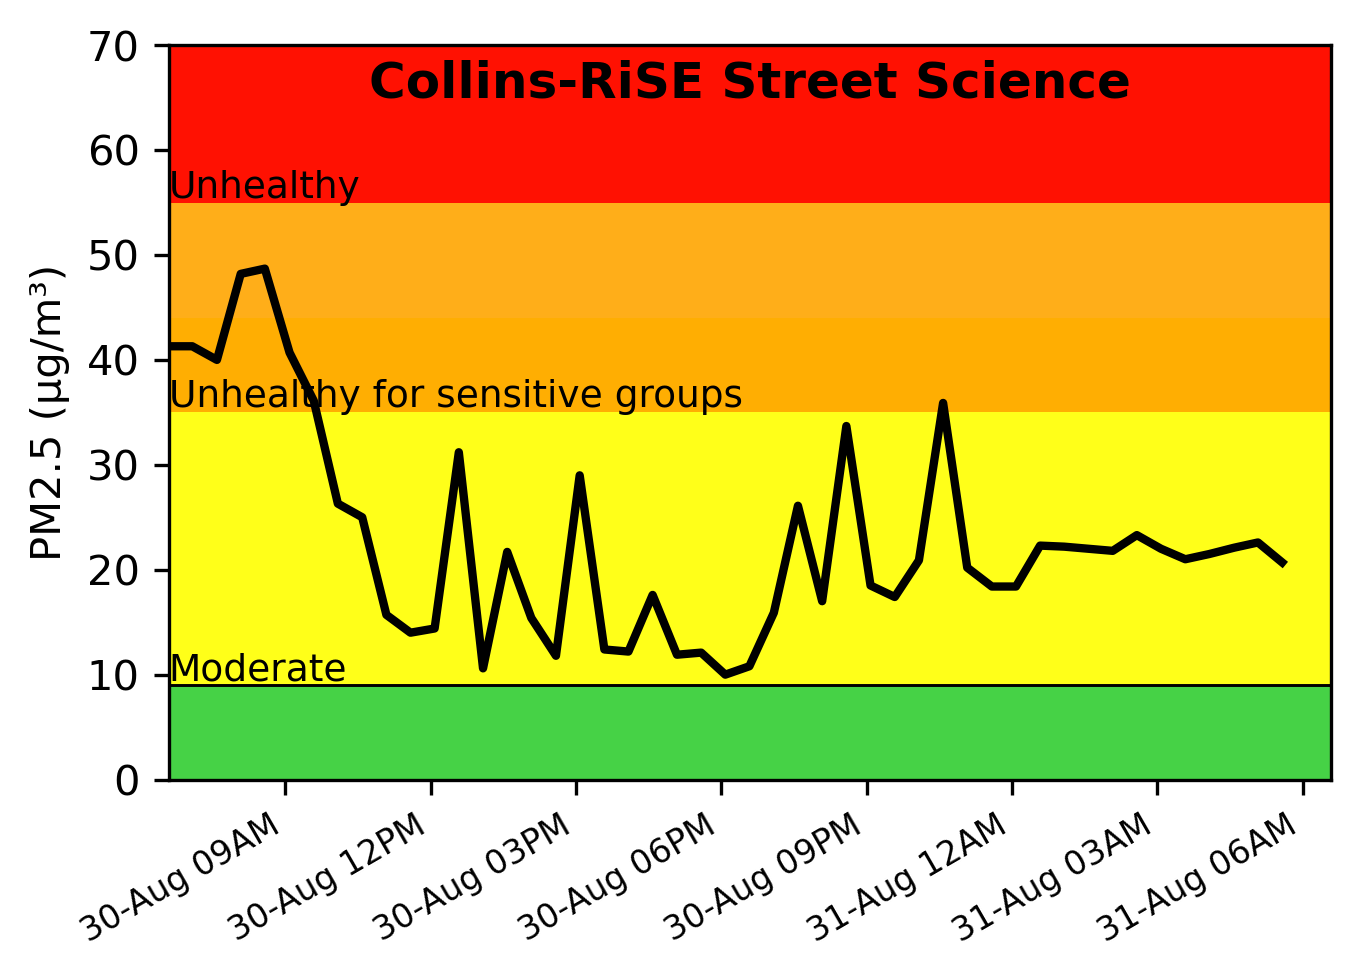 Collins-RiSE Street Science
70
60
50
40
30
20
10
0
PM2.5 (µg/m³)
Unhealthy
Unhealthy for sensitive groups
Moderate
30-Aug 09AM
30-Aug 12PM
30-Aug 03PM
30-Aug 06PM
30-Aug 09PM
31-Aug 12AM
31-Aug 03AM
31-Aug 06AM